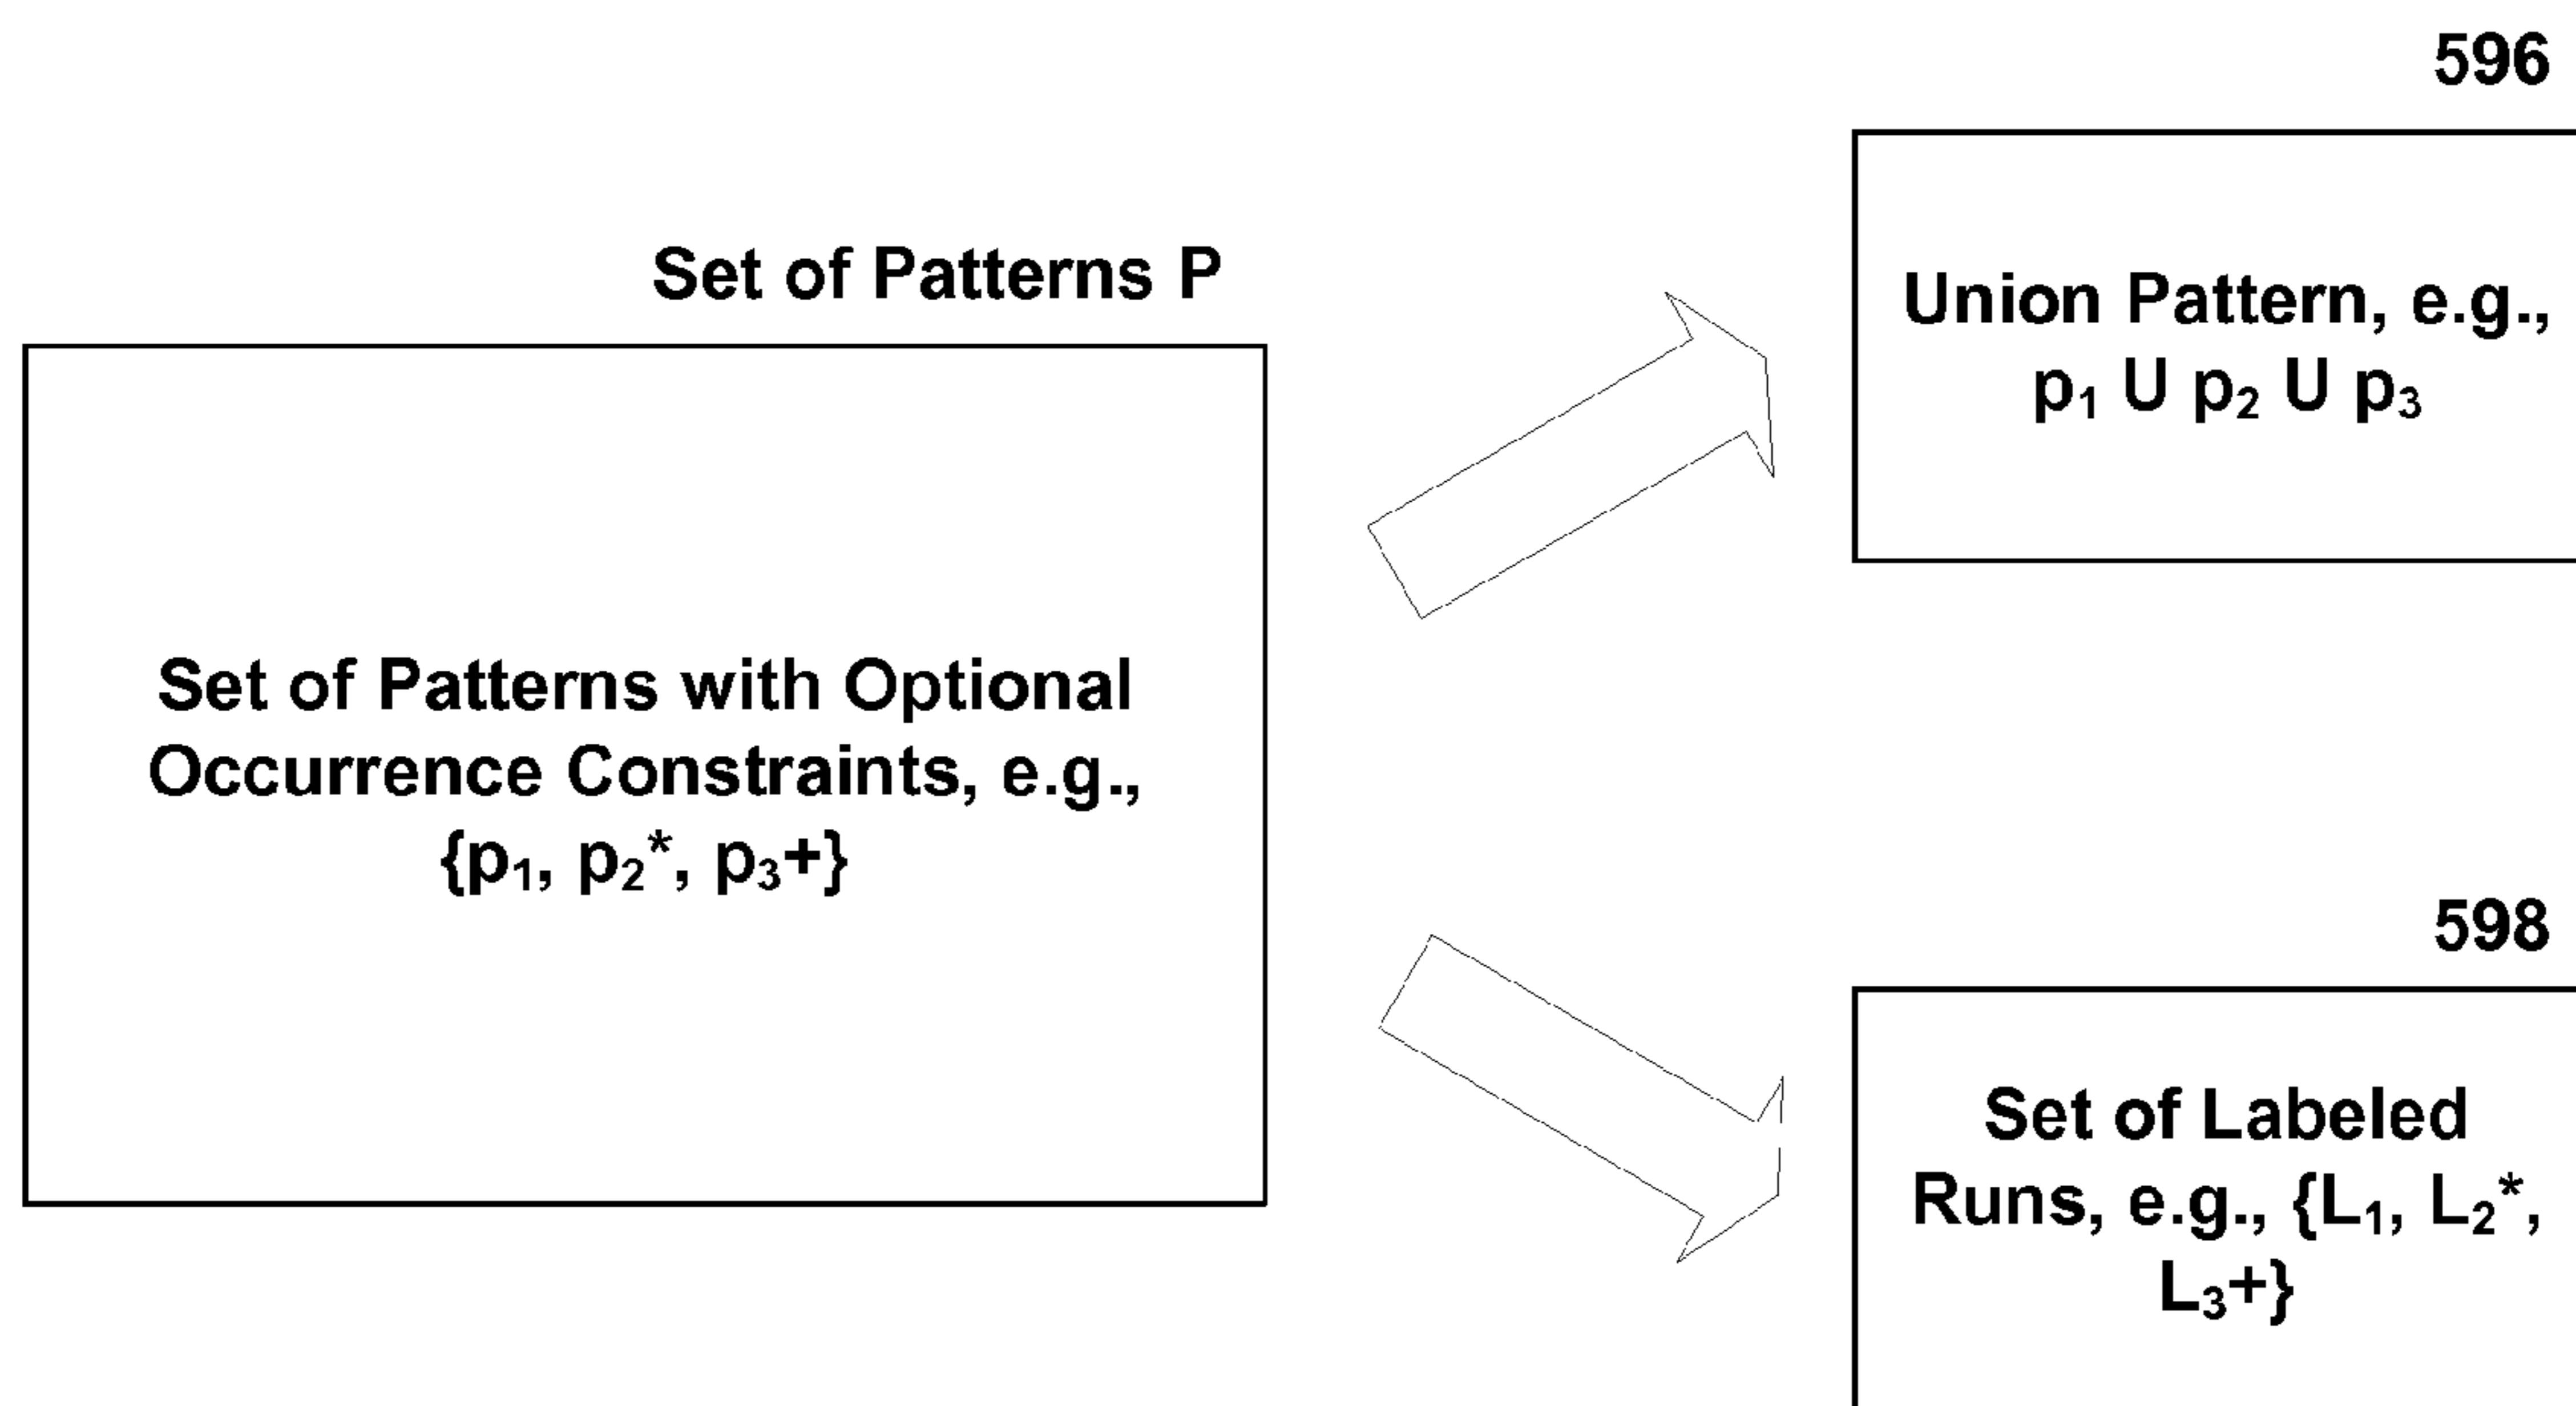 596
Set of Patterns P
Union Pattern, e.g.,
p₁ U p₂ U p₃
Set of Patterns with Optional
Occurrence Constraints, e.g.,
{p₁, p₂*, p₃+}
598
Set of Labeled
Runs, e.g., {L₁, L₂*,
L₃+}